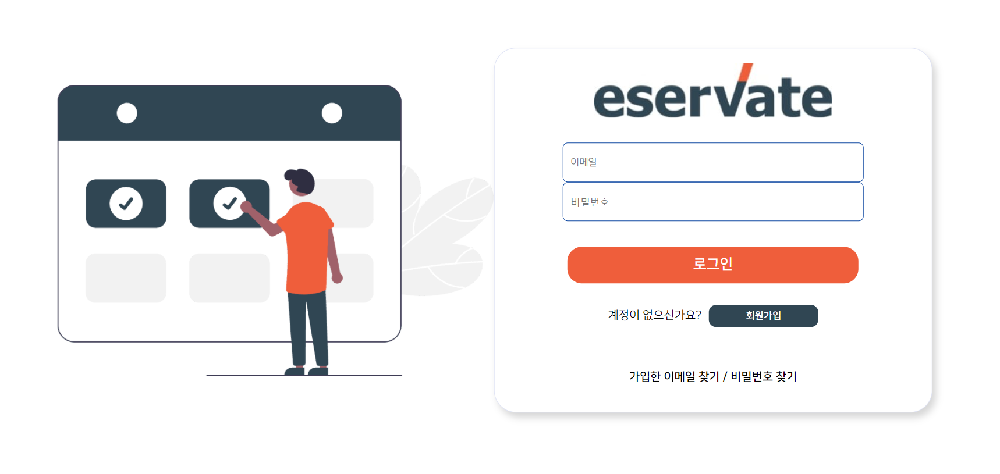 eservate
이메일
비밀번호
로그인
계정이 없으신가요? 회원가입
가입한 이메일 찾기 / 비밀번호 찾기